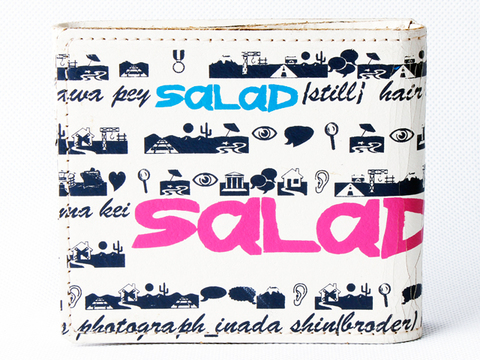 awa pey SALAD {still} hair
ma kei SALAD
photograph_inada shin(broder)